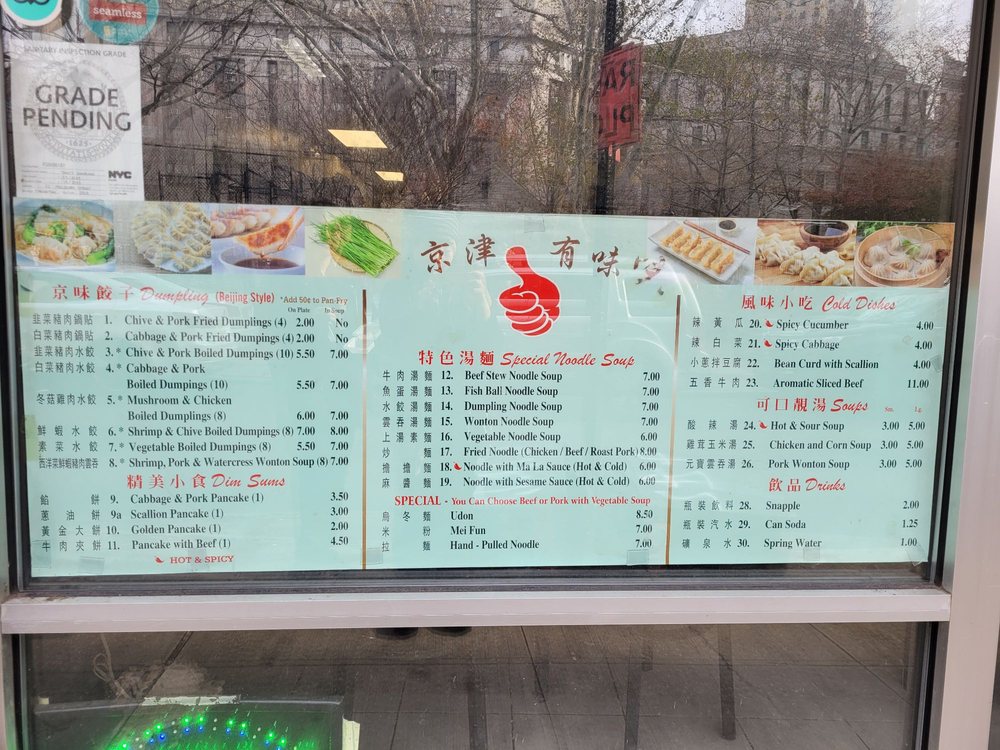 seamless
SANITARY INSPECTION GRADE
GRADE
PENDING
NYC
京津 有味
京味餃子 Dumpling (Beijing Style) *Add 50¢ to Pan Fry
On Plate In Soup
韭菜豬肉鍋貼 1. Chive & Pork Fried Dumplings (4) 2.00 No
白菜豬肉鍋貼 2. Cabbage & Pork Fried Dumplings (4) 2.00 No
韭菜豬肉水餃 3. * Chive & Pork Boiled Dumpings (10) 5.50 7.00
白菜豬肉水餃 4. * Cabbage & Pork
Boiled Dumpings (10) 5.50 7.00
冬菇雞肉水餃 5. * Mushroom & Chicken
Boiled Dumpings (8) 6.00 7.00
鮮蝦水餃 6. * Shrimp & Chive Boiled Dumpings (8) 7.00 8.00
素菜水餃 7. * Vegetable Boiled Dumpings (8) 5.50 7.00
西洋菜鮮蝦豬肉雲吞 8. * Shrimp, Pork & Watercress Wonton Soup (8) 7.00
精美小食 Dim Sums
餡餅 9. Cabbage & Pork Pancake (1) 3.50
蔥油餅 9a Scallion Pancake (1) 3.00
黃金大餅 10. Golden Pancake (1) 2.00
牛肉夾餅 11. Pancake with Beef (1) 4.50
HOT & SPICY
特色湯麵 Special Noodle Soup
牛肉湯麵 12. Beef Stew Noodle Soup 7.00
魚蛋湯麵 13. Fish Ball Noodle Soup 7.00
水餃湯麵 14. Dumpling Noodle Soup 7.00
雲吞湯麵 15. Wonton Noodle Soup 7.00
上湯素麵 16. Vegetable Noodle Soup 6.00
炒麵 17. Fried Noodle (Chicken / Beef / Roast Pork) 8.00
擔擔麵 18. Noodle with Ma La Sauce (Hot & Cold) 6.00
麻醬麵 19. Noodle with Sesame Sauce (Hot & Cold) 6.00
SPECIAL - You Can Choose Beef or Pork with Vegetable Soup
烏冬麵 Udon 8.50
米粉 Mei Fun 7.00
拉麵 Hand - Pulled Noodle 7.00
風味小吃 Cold Dishes
辣黃瓜 20. Spicy Cucumber 4.00
辣白菜 21. Spicy Cabbage 4.00
小蔥拌豆腐 22. Bean Curd with Scallion 4.00
五香牛肉 23. Aromatic Sliced Beef 11.00
可口靚湯 Soups Sm. Lg.
酸辣湯 24. Hot & Sour Soup 3.00 5.00
雞茸玉米湯 25. Chicken and Corn Soup 3.00 5.00
元寶雲吞湯 26. Pork Wonton Soup 3.00 5.00
飲品 Drinks
瓶裝飲料 28. Snapple 2.00
瓶裝汽水 29. Can Soda 1.25
礦泉水 30. Spring Water 1.00